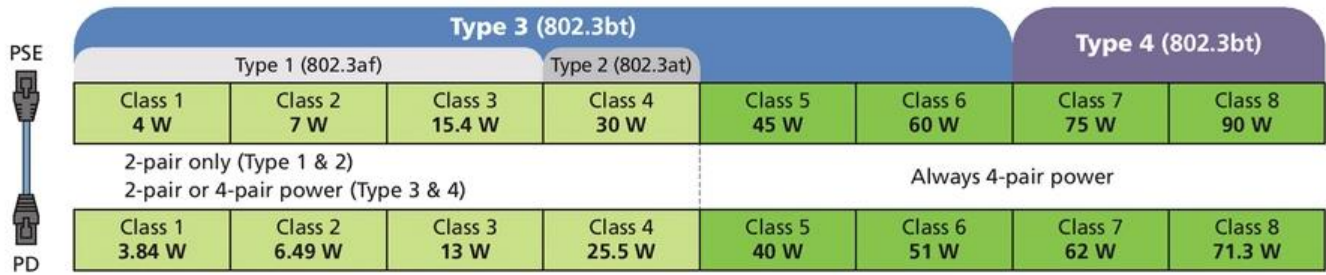 Type 3 (802.3bt)
Type 4 (802.3bt)
PSE
Type 1 (802.3af)
Type 2 (802.3at)
Class 1
4 W
Class 2
7 W
Class 3
15.4 W
Class 4
30 W
Class 5
45 W
Class 6
60 W
Class 7
75 W
Class 8
90 W
2-pair only (Type 1 & 2)
2-pair or 4-pair power (Type 3 & 4)
Always 4-pair power
Class 1
3.84 W
Class 2
6.49 W
Class 3
13 W
Class 4
25.5 W
Class 5
40 W
Class 6
51 W
Class 7
62 W
Class 8
71.3 W
PD